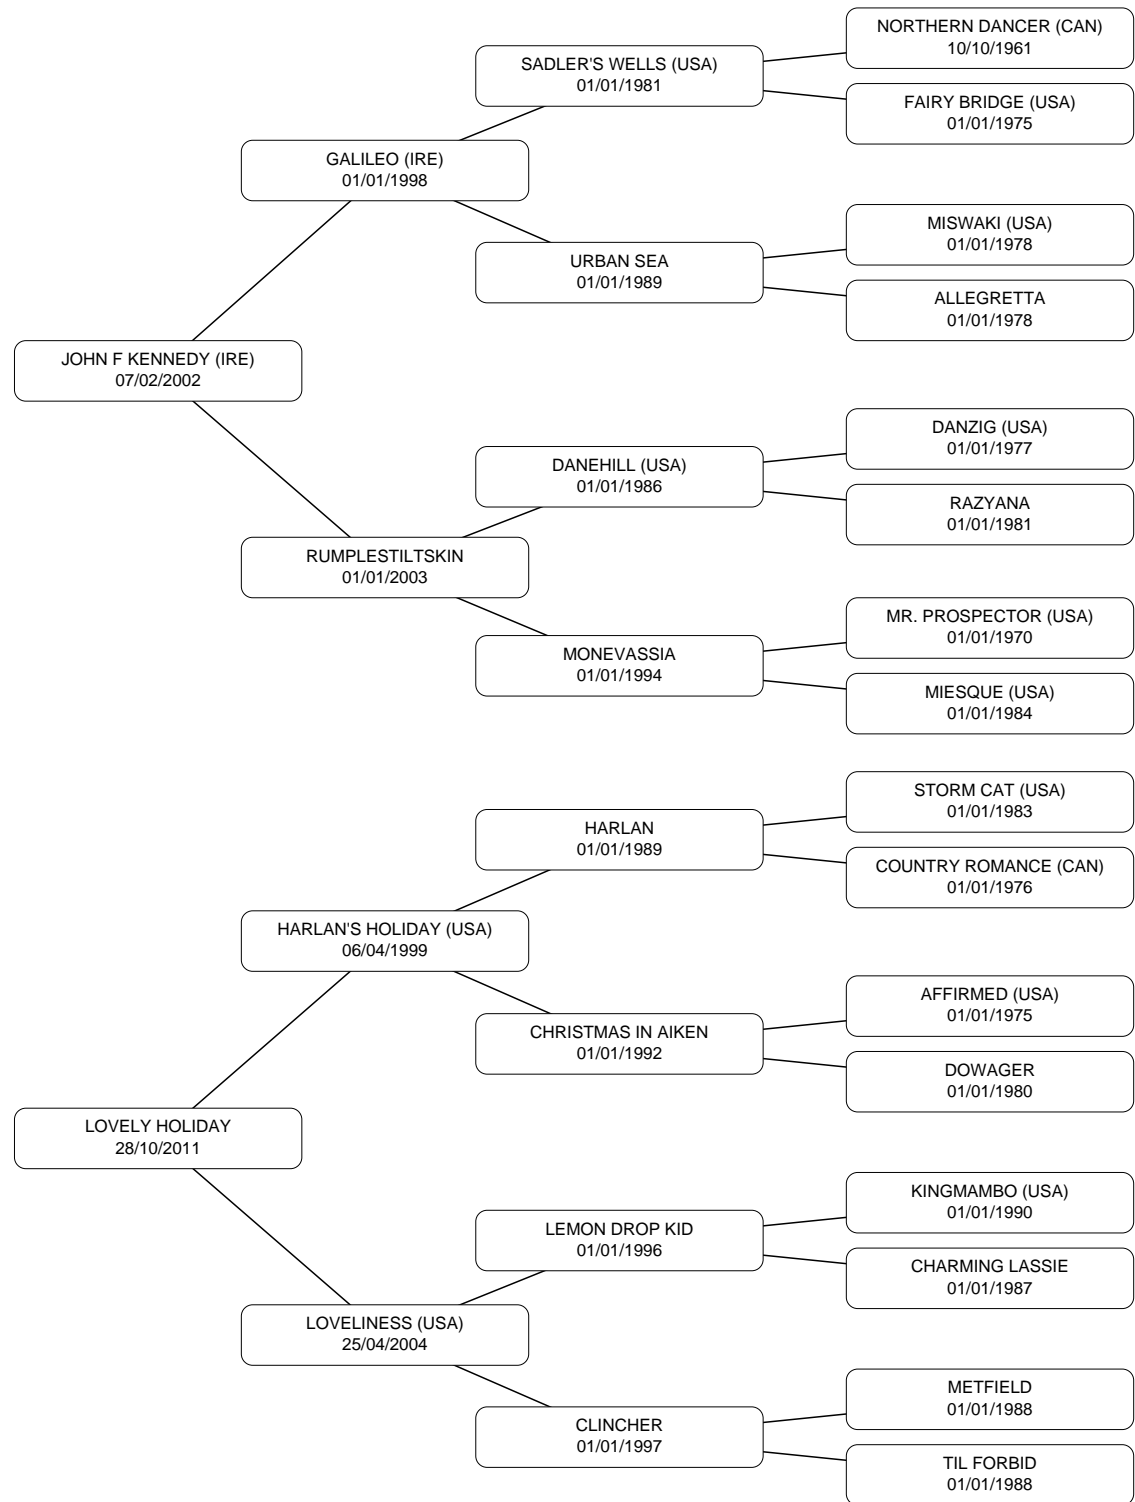 NORTHERN DANCER (CAN)
10/10/1961
SADLER'S WELLS (USA)
01/01/1981
FAIRY BRIDGE (USA)
01/01/1975
GALILEO (IRE)
01/01/1998
MISWAKI (USA)
01/01/1978
URBAN SEA
01/01/1989
ALLEGRETTA
01/01/1978
JOHN F KENNEDY (IRE)
07/02/2002
DANZIG (USA)
01/01/1977
DANEHILL (USA)
01/01/1986
RAZYANA
01/01/1981
RUMPLESTILTSKIN
01/01/2003
MR. PROSPECTOR (USA)
01/01/1970
MONEVASSIA
01/01/1994
MIESQUE (USA)
01/01/1984
STORM CAT (USA)
01/01/1983
HARLAN
01/01/1989
COUNTRY ROMANCE (CAN)
01/01/1976
HARLAN'S HOLIDAY (USA)
06/04/1999
AFFIRMED (USA)
01/01/1975
CHRISTMAS IN AIKEN
01/01/1992
DOWAGER
01/01/1980
LOVELY HOLIDAY
28/10/2011
KINGMAMBO (USA)
01/01/1990
LEMON DROP KID
01/01/1996
CHARMING LASSIE
01/01/1987
LOVELINESS (USA)
25/04/2004
METFIELD
01/01/1988
CLINCHER
01/01/1997
TIL FORBID
01/01/1988